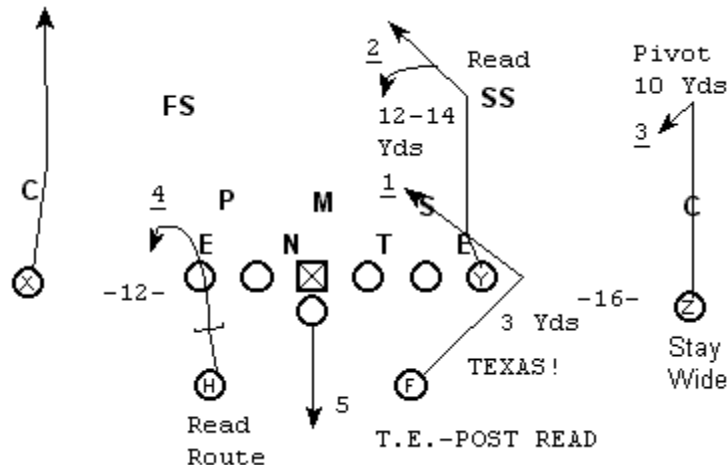 2
Read
Pivot
10 Yds
FS
SS
12-14
Yds
3
C
4
P
M
1
S
C
E
N
T
E
X
Y
-12-
-16-
Z
3 Yds
Stay
Wide
TEXAS!
H
F
5
Read
Route
T.E.-POST READ